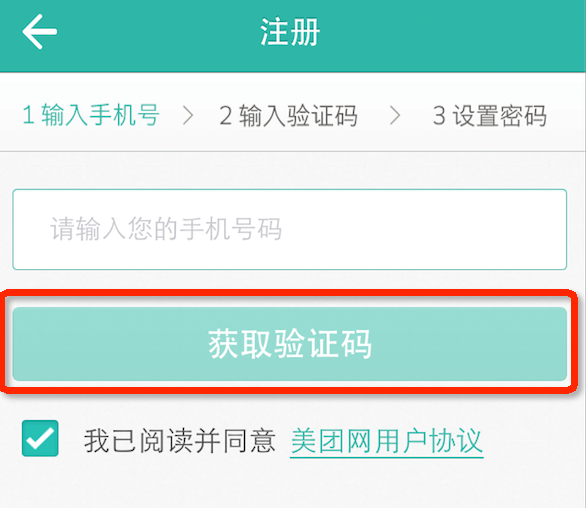 注册
1 输入手机号 > 2 输入验证码 > 3 设置密码
请输入您的手机号码
获取验证码
我已阅读并同意 美团网用户协议